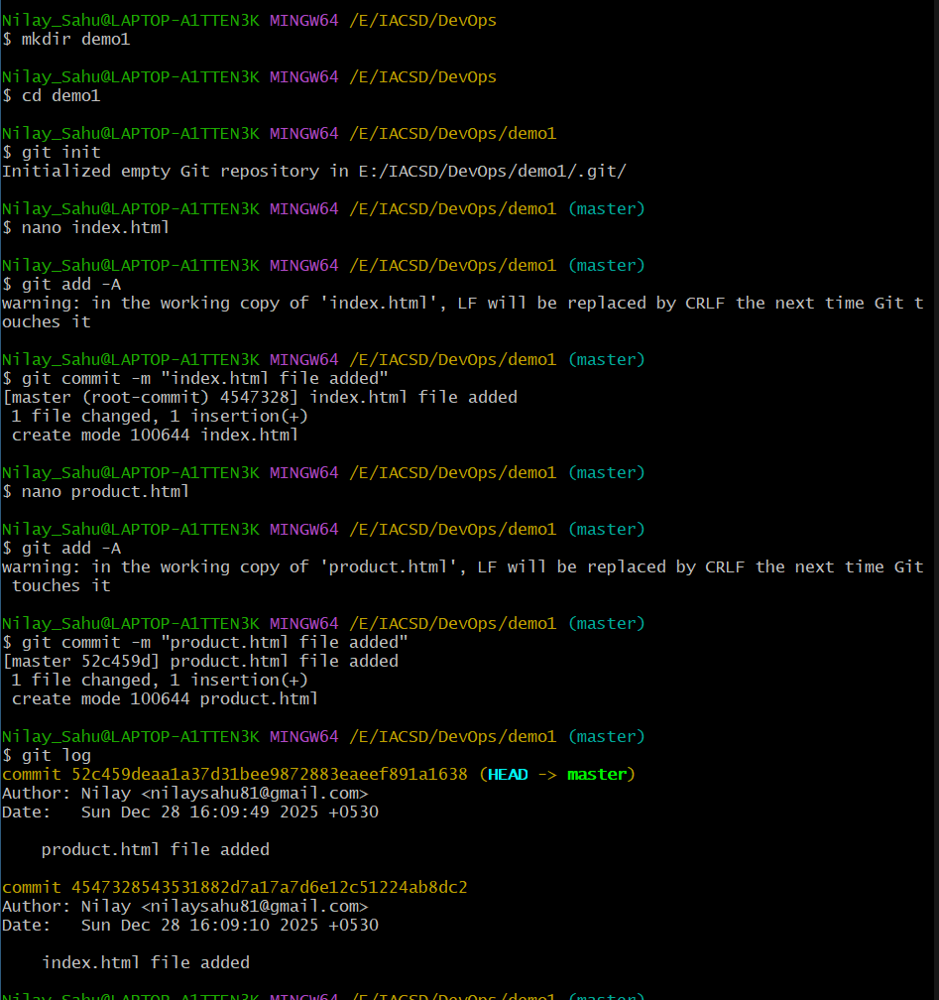 Nilay_Sahu@LAPTOP-A1TTEN3K MINGW64 /E/IACSD/DevOps
$ mkdir demo1
Nilay_Sahu@LAPTOP-A1TTEN3K MINGW64 /E/IACSD/DevOps
$ cd demo1
Nilay_Sahu@LAPTOP-A1TTEN3K MINGW64 /E/IACSD/DevOps/demo1
$ git init
Initialized empty Git repository in E:/IACSD/DevOps/demo1/.git/
Nilay_Sahu@LAPTOP-A1TTEN3K MINGW64 /E/IACSD/DevOps/demo1 (master)
$ nano index.html
Nilay_Sahu@LAPTOP-A1TTEN3K MINGW64 /E/IACSD/DevOps/demo1 (master)
$ git add -A
warning: in the working copy of 'index.html', LF will be replaced by CRLF the next time Git t
ouches it
Nilay_Sahu@LAPTOP-A1TTEN3K MINGW64 /E/IACSD/DevOps/demo1 (master)
$ git commit -m "index.html file added"
[master (root-commit) 4547328] index.html file added
 1 file changed, 1 insertion(+)
 create mode 100644 index.html
Nilay_Sahu@LAPTOP-A1TTEN3K MINGW64 /E/IACSD/DevOps/demo1 (master)
$ nano product.html
Nilay_Sahu@LAPTOP-A1TTEN3K MINGW64 /E/IACSD/DevOps/demo1 (master)
$ git add -A
warning: in the working copy of 'product.html', LF will be replaced by CRLF the next time Git
 touches it
Nilay_Sahu@LAPTOP-A1TTEN3K MINGW64 /E/IACSD/DevOps/demo1 (master)
$ git commit -m "product.html file added"
[master 52c459d] product.html file added
 1 file changed, 1 insertion(+)
 create mode 100644 product.html
Nilay_Sahu@LAPTOP-A1TTEN3K MINGW64 /E/IACSD/DevOps/demo1 (master)
$ git log
commit 52c459deaa1a37d31bee9872883eaeef891a1638 (HEAD -> master)
Author: Nilay <nilaysahu81@gmail.com>
Date:   Sun Dec 28 16:09:49 2025 +0530
    product.html file added
commit 4547328543531882d7a17a7d6e12c51224ab8dc2
Author: Nilay <nilaysahu81@gmail.com>
Date:   Sun Dec 28 16:09:10 2025 +0530
    index.html file added
Nilay_Sahu@LAPTOP-A1TTEN3K MINGW64 /E/IACSD/DevOps/demo1 (master)